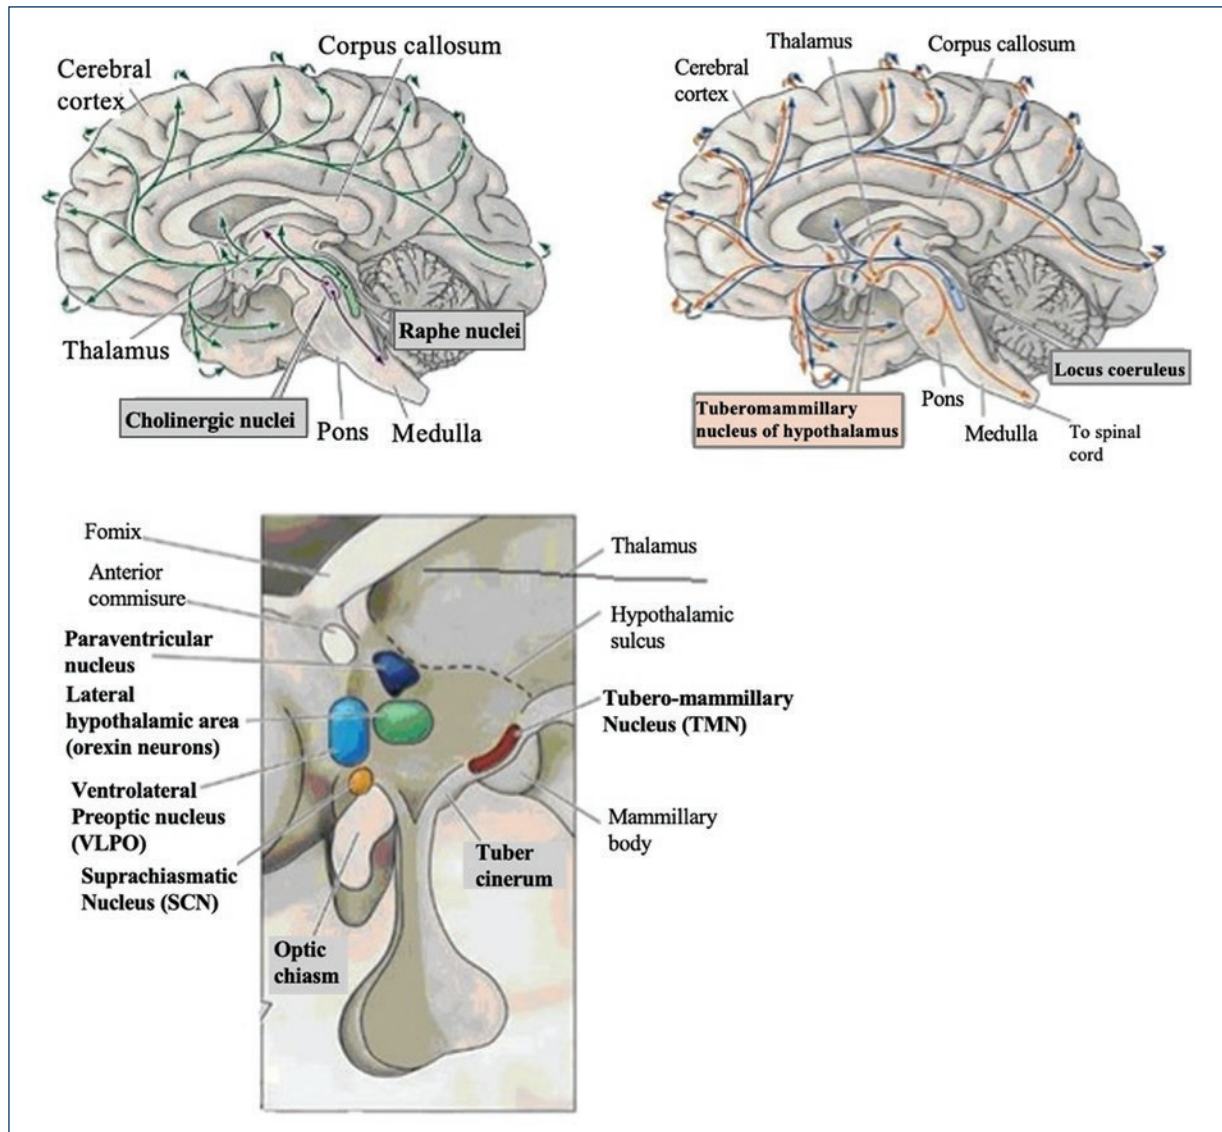 Corpus callosum
Cerebral
cortex
Raphe nuclei
Thalamus
Cholinergic nuclei
Pons
Medulla
Thalamus
Corpus callosum
Cerebral
cortex
Locus coeruleus
Tuberomammillary
nucleus of hypothalamus
Pons
Medulla
To spinal
cord
Fomix
Anterior
commisure
Paraventricular
nucleus
Lateral
hypothalamic area
(orexin neurons)
Ventrolateral
Preoptic nucleus
(VLPO)
Suprachiasmatic
Nucleus (SCN)
Optic
chiasm
Thalamus
Hypothalamic
sulcus
Tubero-mammillary
Nucleus (TMN)
Mammillary
body
Tuber
cinerum